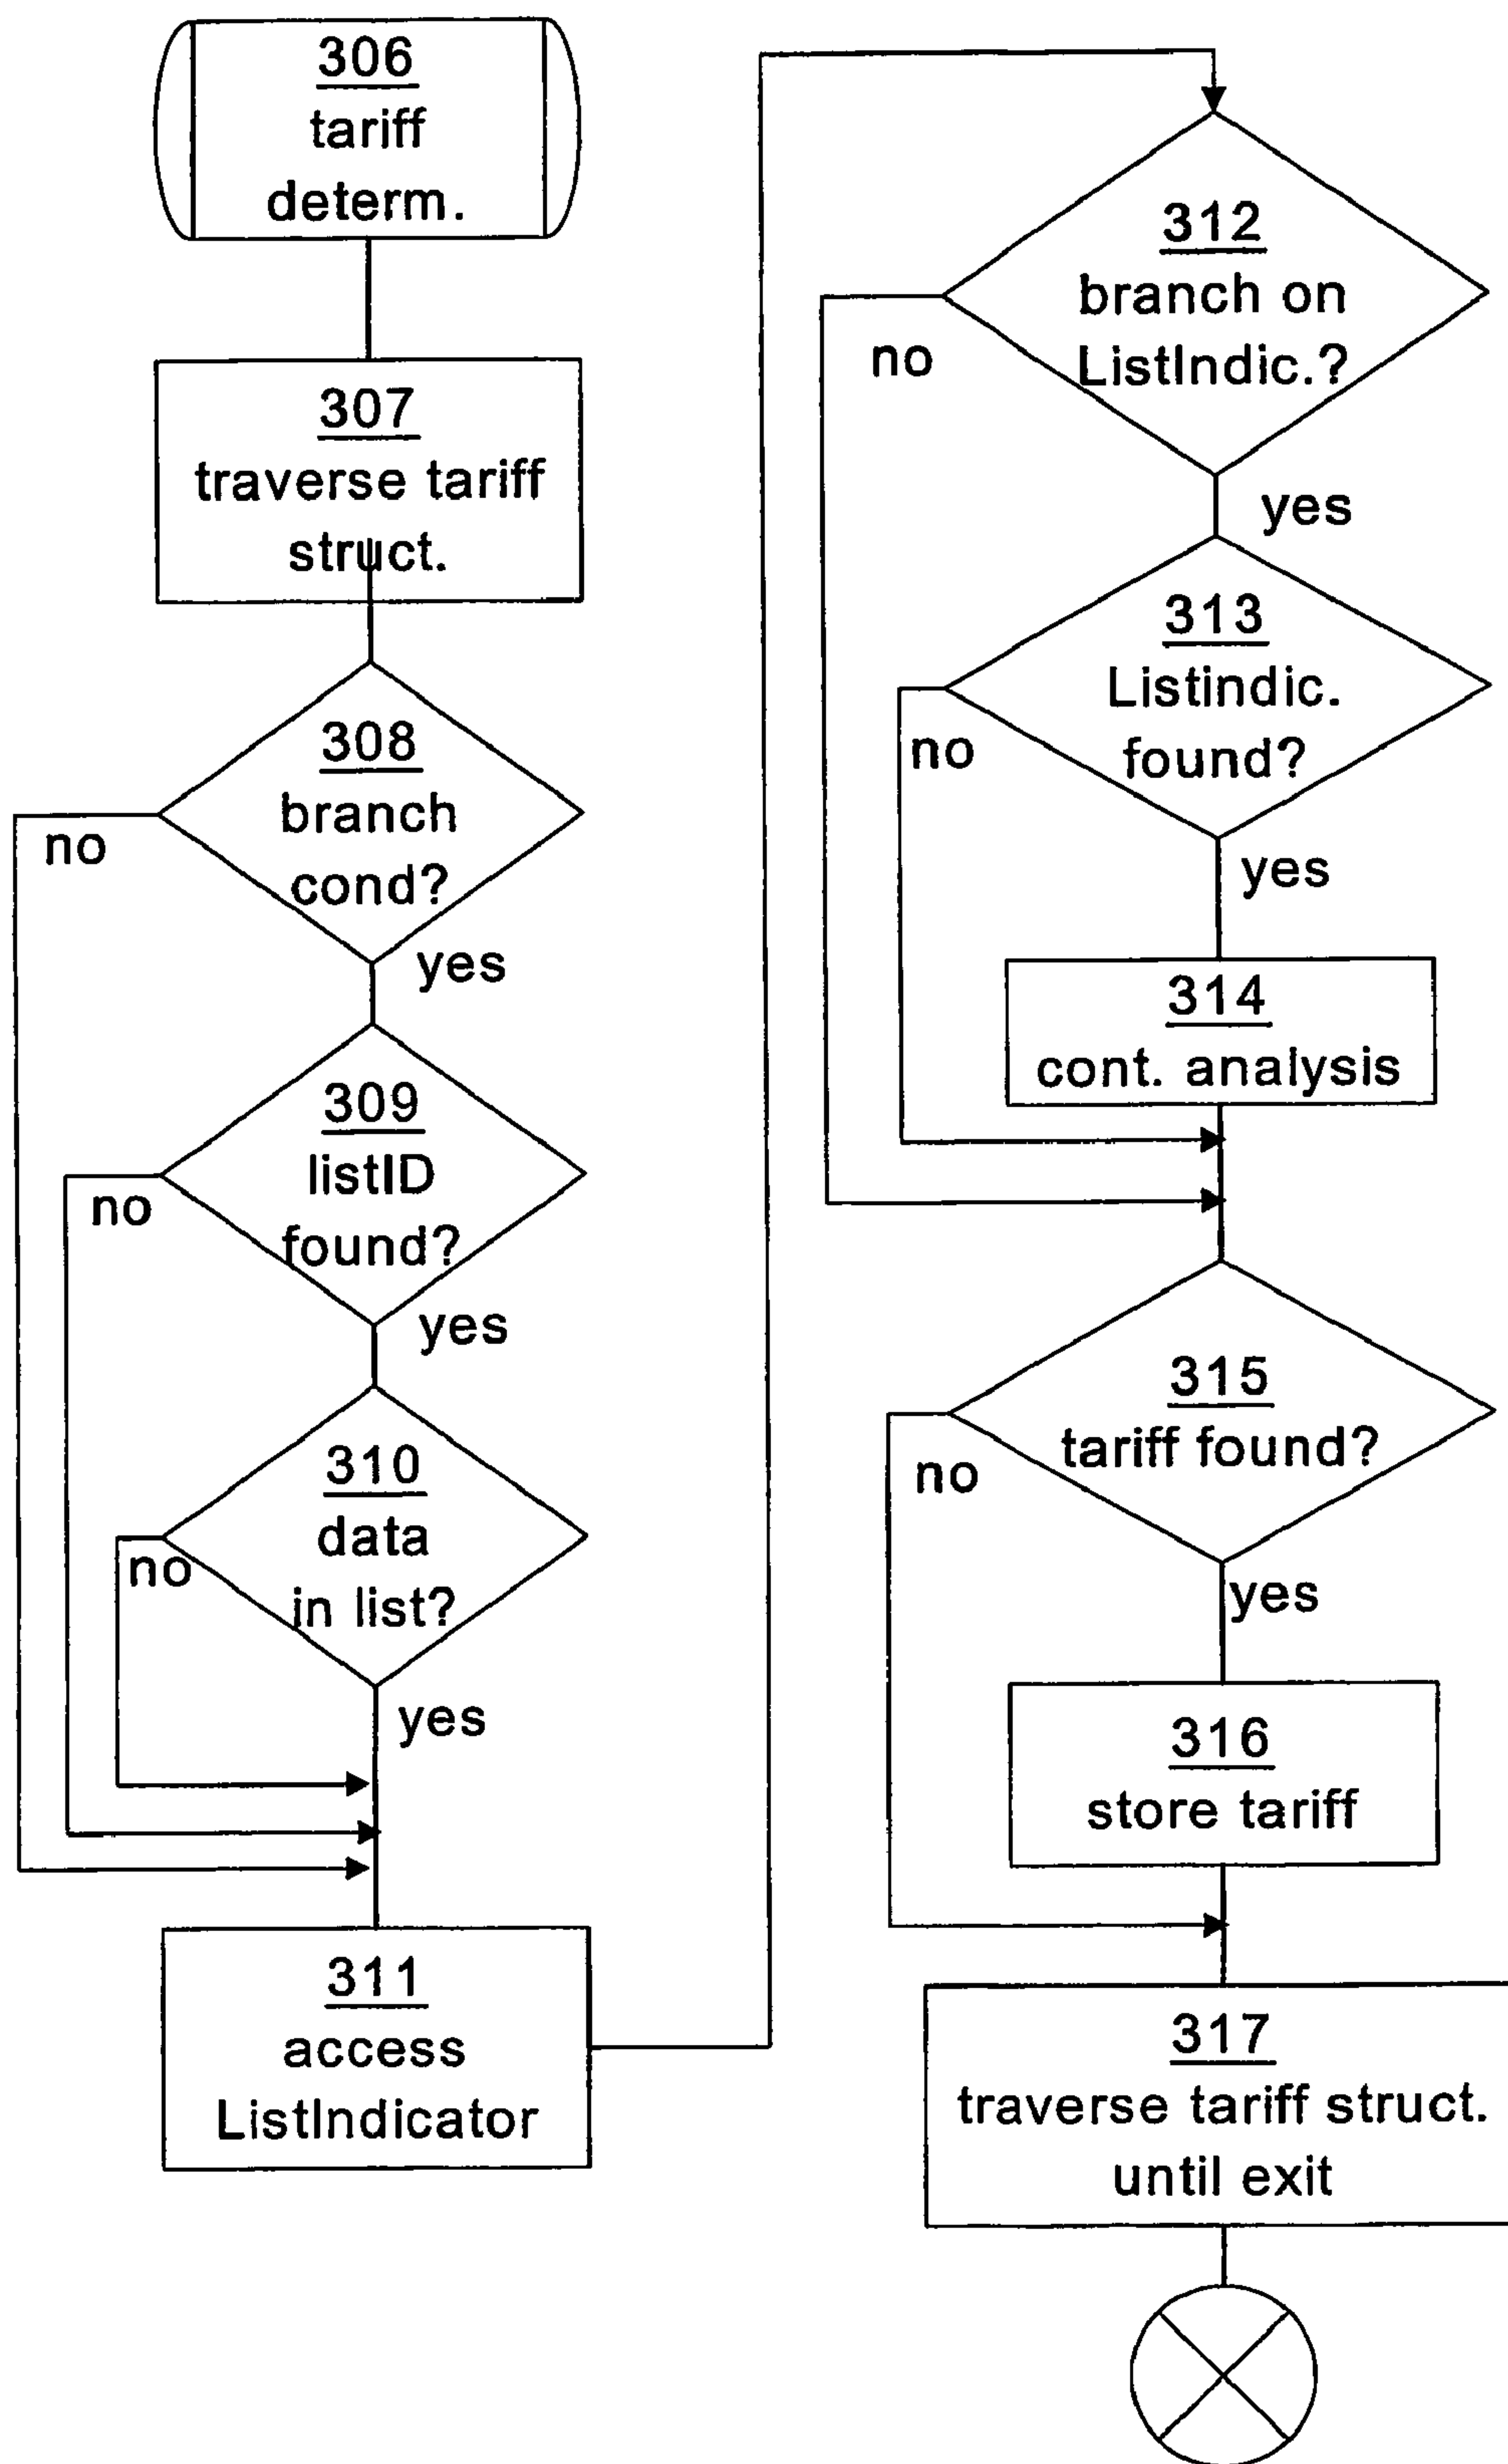 306
tariff
determ.
307
traverse tariff
struct.
308
branch
cond?
no
yes
309
listID
found?
no
yes
310
data
in list?
no
yes
311
access
ListIndicator
312
branch on
ListIndic.?
no
yes
313
Listindic.
found?
no
yes
314
cont. analysis
315
tariff found?
no
yes
316
store tariff
317
traverse tariff struct.
until exit